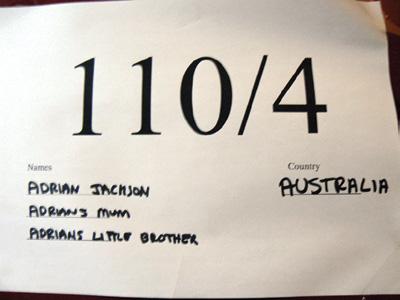 110/4
Names Country
ADRIAN JACKSON AUSTRALIA
ADRIANS MUM
ADRIANS LITTLE BROTHER